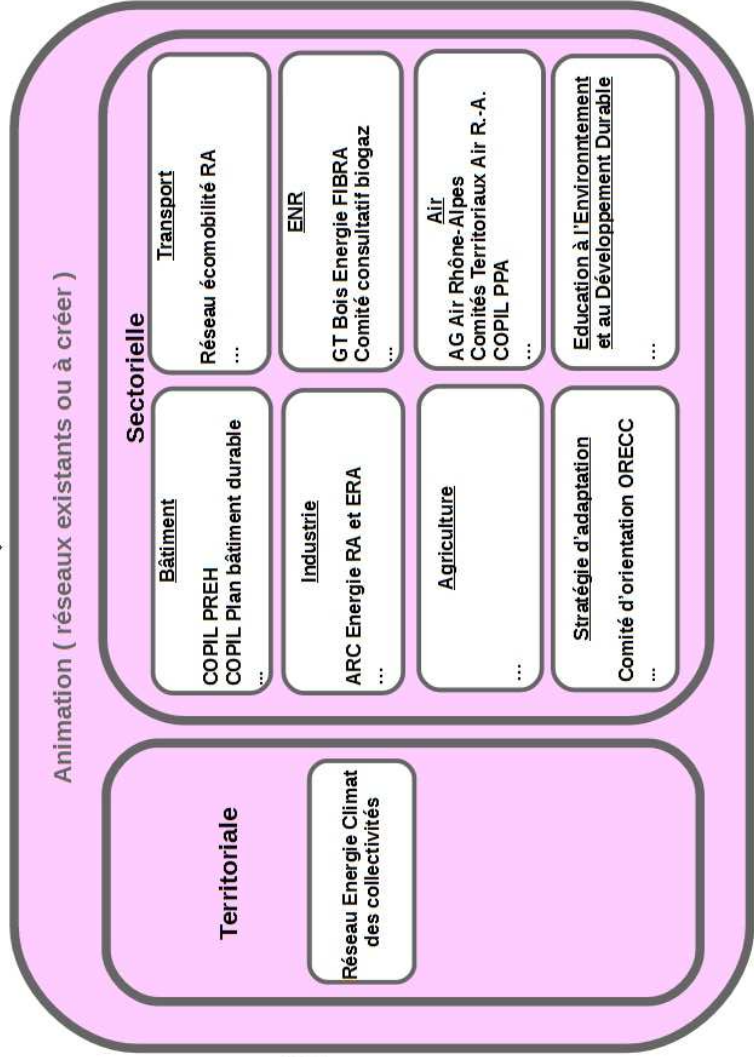 Animation ( réseaux existants ou à créer )
Territoriale
Réseau Energie Climat
des collectivités
Sectorielle
Bâtiment
COPIL PREH
COPIL Plan bâtiment durable
...
Transport
Réseau écomobilité RA
...
Industrie
ARC Energie RA et ERA
...
ENR
GT Bois Energie FIBRA
Comité consultatif biogaz
...
Agriculture
...
Air
AG Air Rhône-Alpes
Comités Territoriaux Air R.-A.
COPIL PPA
...
Stratégie d'adaptation
Comité d'orientation ORECC
...
Education à l'Environntement
et au Développement Durable
...